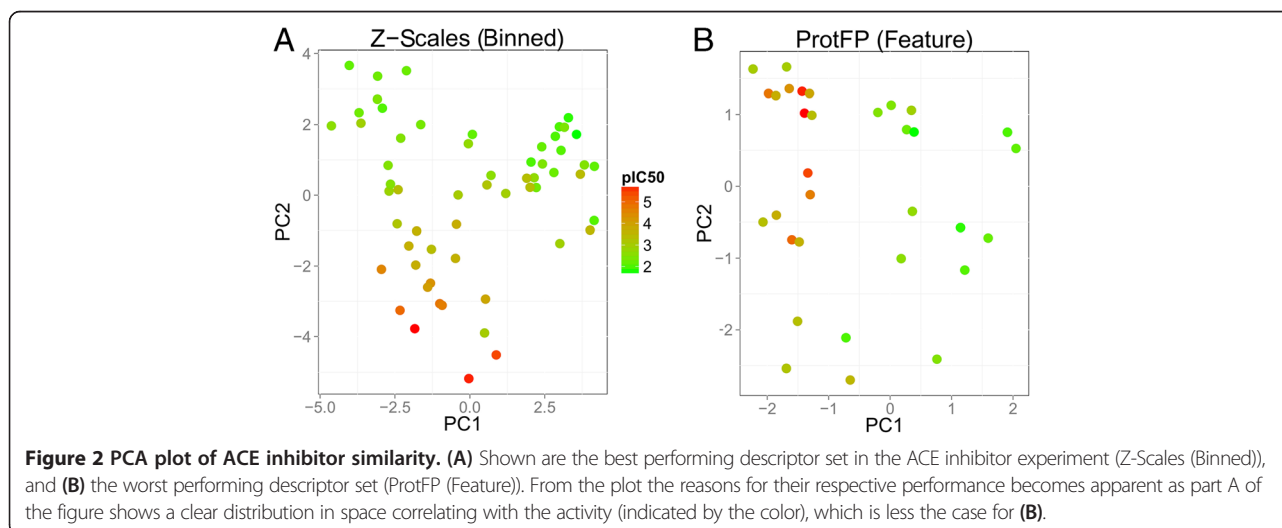 A
Z−Scales (Binned)
B
ProtFP (Feature)
4
2
0
−2
−4
PC2
−5.0
−2.5
0.0
2.5
PC1
pIC50
5
4
3
2
1
0
-1
-2
PC2
−2
−1
0
1
2
PC1
Figure 2 PCA plot of ACE inhibitor similarity. (A) Shown are the best performing descriptor set in the ACE inhibitor experiment (Z-Scales (Binned)),
and (B) the worst performing descriptor set (ProtFP (Feature)). From the plot the reasons for their respective performance becomes apparent as part A of
the figure shows a clear distribution in space correlating with the activity (indicated by the color), which is less the case for (B).